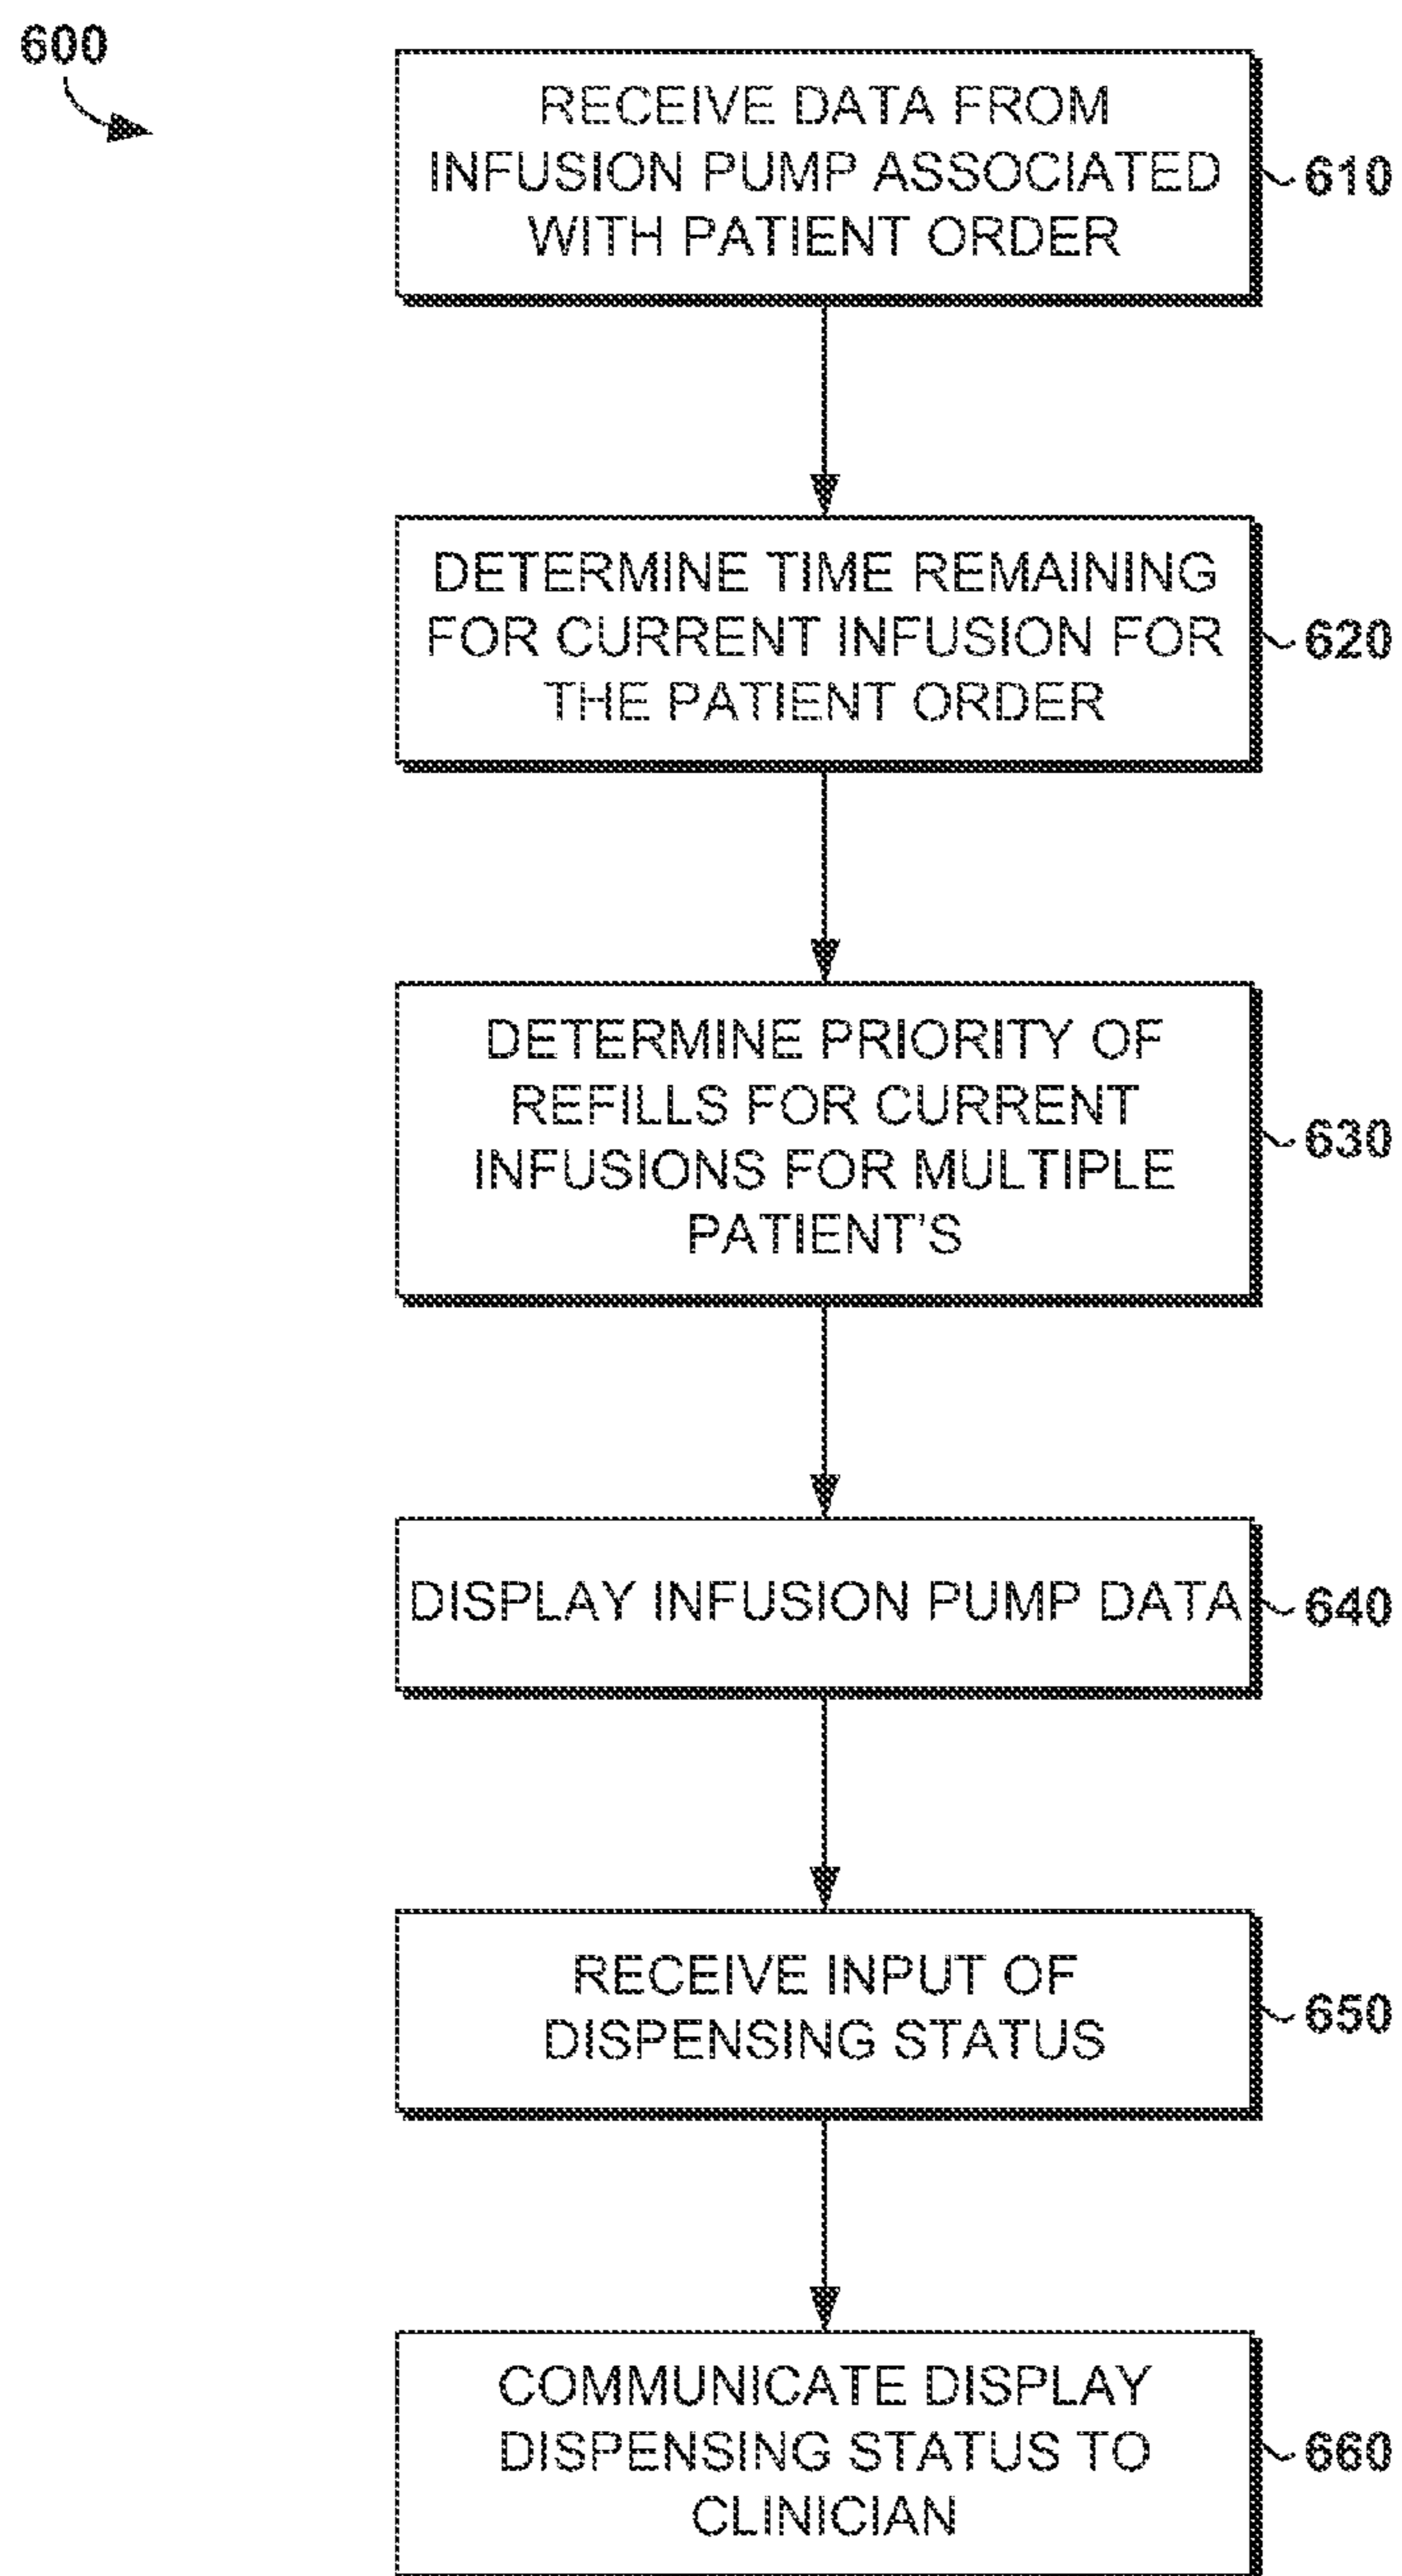 600
RECEIVE DATA FROM
INFUSION PUMP ASSOCIATED
WITH PATIENT ORDER
610
DETERMINE TIME REMAINING
FOR CURRENT INFUSION FOR
THE PATIENT ORDER
620
DETERMINE PRIORITY OF
REFILLS FOR CURRENT
INFUSIONS FOR MULTIPLE
PATIENT'S
630
DISPLAY INFUSION PUMP DATA
640
RECEIVE INPUT OF
DISPENSING STATUS
650
COMMUNICATE DISPLAY
DISPENSING STATUS TO
CLINICIAN
660